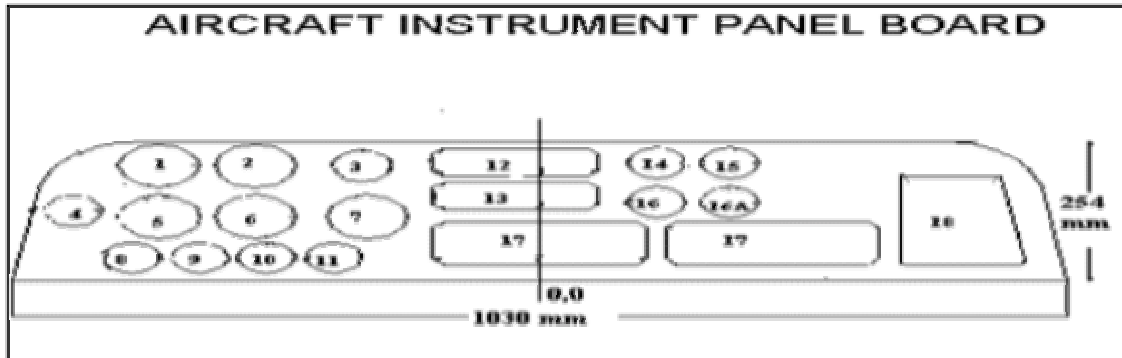 AIRCRAFT INSTRUMENT PANEL BOARD
1 2 3 12 14 15
4 5 6 7 13 16 16A
8 9 10 11 17 17 18
254
mm
0,0
1030 mm